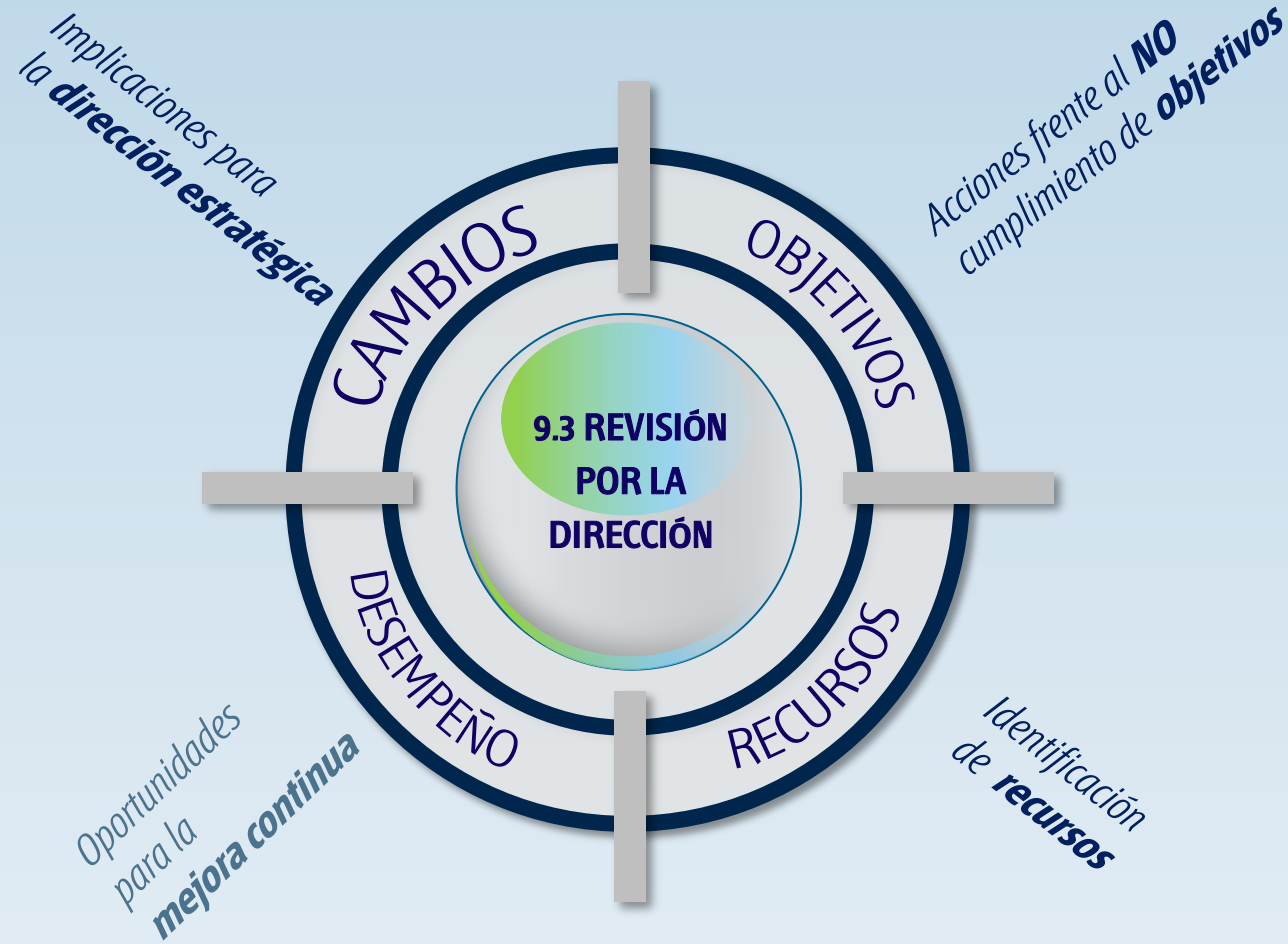 Implicaciones para
la dirección estratégica
Acciones frente al NO
cumplimiento de objetivos
CAMBIOS
OBJETIVOS
9.3 REVISIÓN
POR LA
DIRECCIÓN
DESEMPEÑO
RECURSOS
Oportunidades
para la
mejora continua
Identificación
de recursos